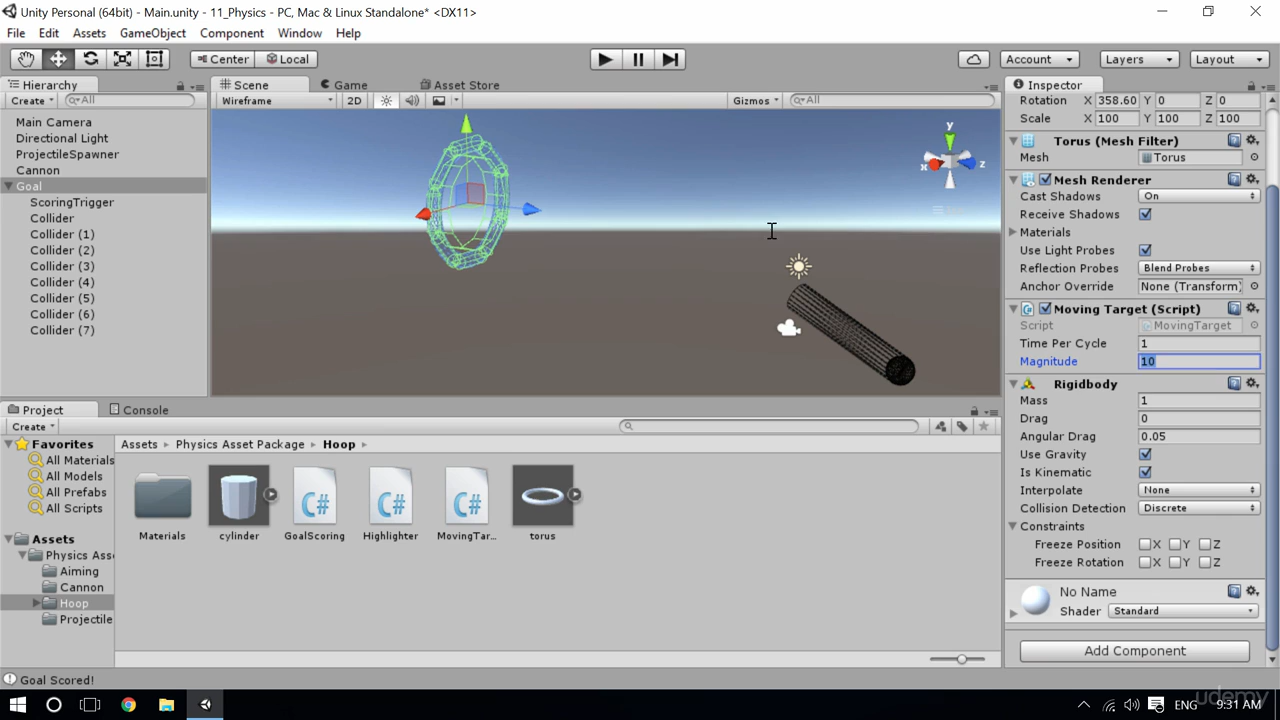 Unity Personal (64bit) - Main.unity - 11_Physics - PC, Mac & Linux Standalone* <DX11>
File Edit Assets GameObject Component Window Help
Center Local Account Layers Layout
Hierarchy
Create All
Main Camera
Directional Light
ProjectileSpawner
Cannon
Goal
ScoringTrigger
Collider
Collider (1)
Collider (2)
Collider (3)
Collider (4)
Collider (5)
Collider (6)
Collider (7)
Scene Game Asset Store
Wireframe 2D Gizmos All
y
x z
Inspector
Rotation X 358.60 Y 0 Z 0
Scale X 100 Y 100 Z 100
Torus (Mesh Filter)
Mesh Torus
Mesh Renderer
Cast Shadows On
Receive Shadows
Materials
Use Light Probes
Reflection Probes Blend Probes
Anchor Override None (Transform)
Moving Target (Script)
Script MovingTarget
Time Per Cycle 1
Magnitude 10
Rigidbody
Mass 1
Drag 0
Angular Drag 0.05
Use Gravity
Is Kinematic
Interpolate None
Collision Detection Discrete
Constraints
Freeze Position X Y Z
Freeze Rotation X Y Z
No Name
Shader Standard
Add Component
Project Console
Create
Favorites
All Materials
All Models
All Prefabs
All Scripts
Assets
Physics Ass
Aiming
Cannon
Hoop
Projectile
Assets Physics Asset Package Hoop
C# C# C#
Materials cylinder GoalScoring Highlighter MovingTar... torus
Goal Scored!
ENG 9:31 AM
udemy